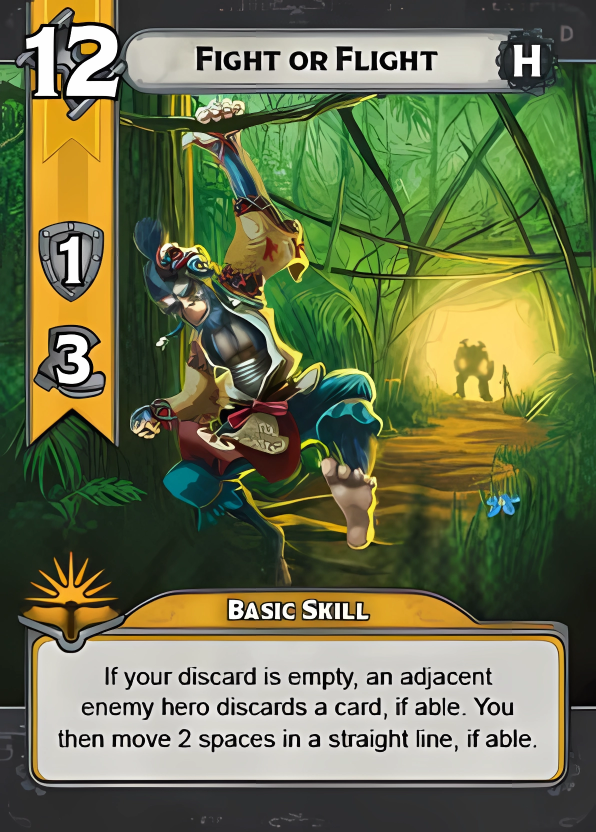 12
FIGHT OR FLIGHT
H
D
1
3
BASIC SKILL
If your discard is empty, an adjacent
enemy hero discards a card, if able. You
then move 2 spaces in a straight line, if able.